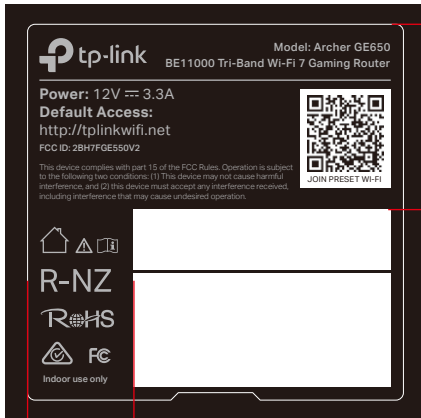 tp-link
Model: Archer GE650
BE11000 Tri-Band Wi-Fi 7 Gaming Router
Power: 12V ⎓ 3.3A
Default Access:
http://tplinkwifi.net
FCC ID: 2BH7FGE550V2
This device complies with part 15 of the FCC Rules. Operation is subject
to the following two conditions: (1) This device may not cause harmful
interference, and (2) this device must accept any interference received,
including interference that may cause undesired operation.
JOIN PRESET WI-FI
R-NZ
RoHS
FC
Indoor use only